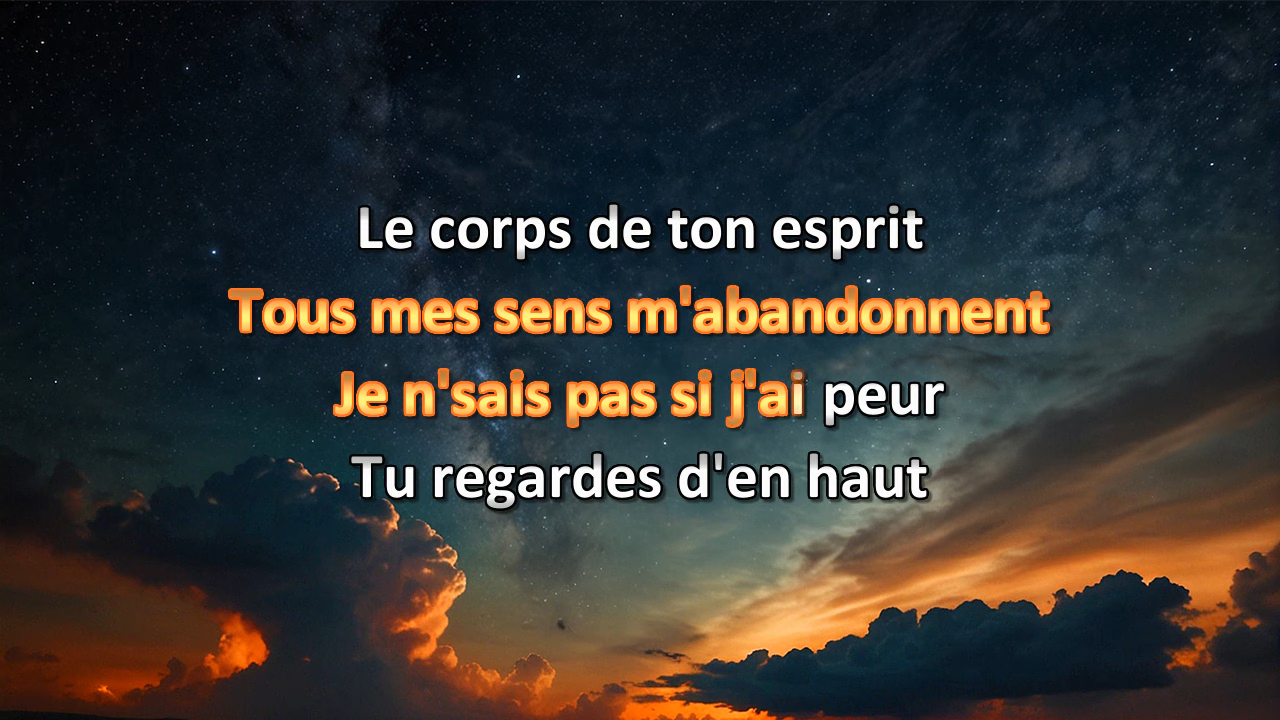 Le corps de ton esprit
Tous mes sens m'abandonnent
Je n'sais pas si j'ai peur
Tu regardes d'en haut